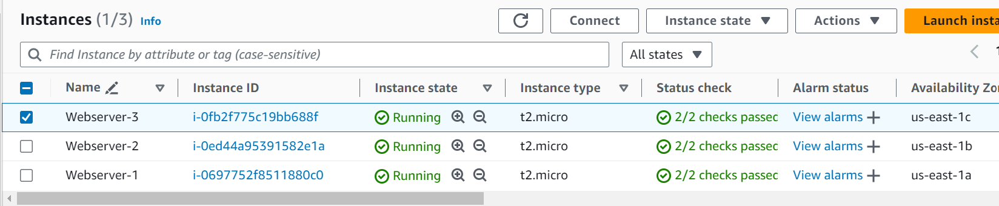 Instances (1/3) Info Connect Instance state Actions Launch insta
Find Instance by attribute or tag (case-sensitive) All states
Name Instance ID Instance state Instance type Status check Alarm status Availability Zo
Webserver-3 i-0fb2f775c19bb688f Running t2.micro 2/2 checks passed View alarms us-east-1c
Webserver-2 i-0ed44a95391582e1a Running t2.micro 2/2 checks passed View alarms us-east-1b
Webserver-1 i-0697752f8511880c0 Running t2.micro 2/2 checks passed View alarms us-east-1a